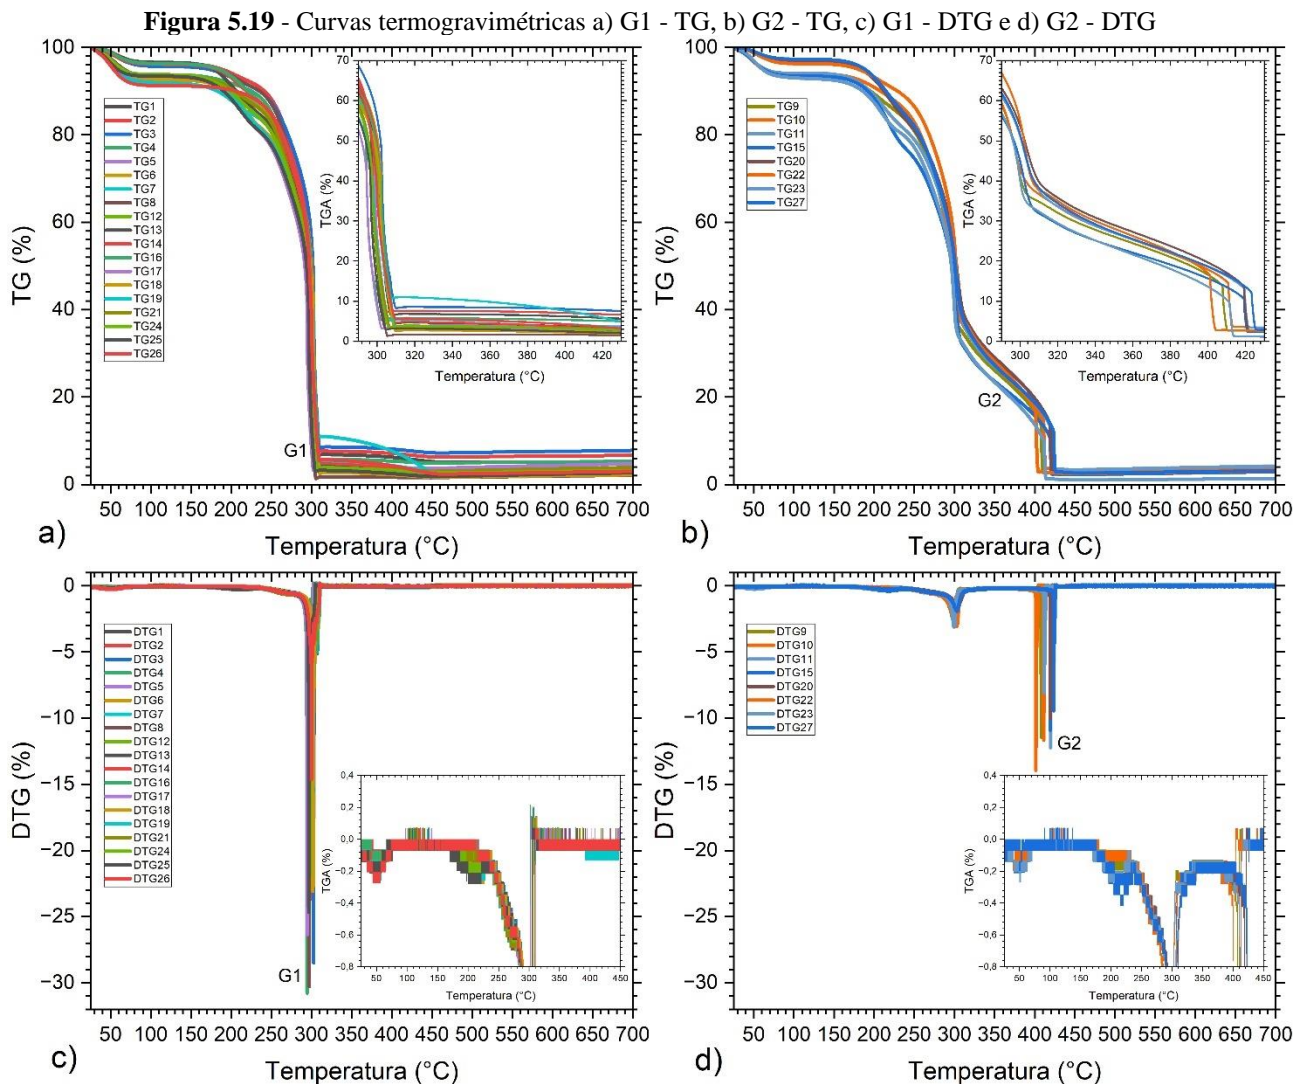 Figura 5.19 - Curvas termogravimétricas a) G1 - TG, b) G2 - TG, c) G1 - DTG e d) G2 - DTG
TG (%)
100
80
60
40
20
0
TG1
TG2
TG3
TG4
TG5
TG6
TG7
TG8
TG12
TG13
TG14
TG16
TG17
TG18
TG19
TG21
TG24
TG25
TG26
TGA (%)
70
60
50
40
30
20
10
0
300 320 340 360 380 400 420
Temperatura (°C)
G1
50 100 150 200 250 300 350 400 450 500 550 600 650 700
a)
Temperatura (°C)
TG (%)
100
80
60
40
20
0
TG9
TG10
TG11
TG15
TG20
TG22
TG23
TG27
TGA (%)
70
60
50
40
30
20
10
0
300 320 340 360 380 400 420
Temperatura (°C)
G2
50 100 150 200 250 300 350 400 450 500 550 600 650 700
b)
Temperatura (°C)
DTG (%)
0
−5
−10
−15
−20
−25
−30
DTG1
DTG2
DTG3
DTG4
DTG5
DTG6
DTG7
DTG8
DTG12
DTG13
DTG14
DTG16
DTG17
DTG18
DTG19
DTG21
DTG24
DTG25
DTG26
TGA (%)
0,4
0,2
0,0
−0,2
−0,4
−0,6
−0,8
50 100 150 200 250 300 350 400 450
Temperatura (°C)
G1
50 100 150 200 250 300 350 400 450 500 550 600 650 700
c)
Temperatura (°C)
DTG (%)
0
−5
−10
−15
−20
−25
−30
DTG9
DTG10
DTG11
DTG15
DTG20
DTG22
DTG23
DTG27
G2
TGA (%)
0,4
0,2
0,0
−0,2
−0,4
−0,6
−0,8
50 100 150 200 250 300 350 400 450
Temperatura (°C)
50 100 150 200 250 300 350 400 450 500 550 600 650 700
d)
Temperatura (°C)